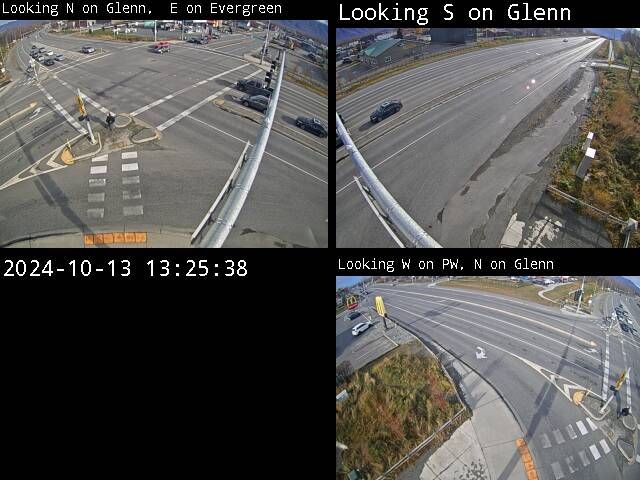 Looking N on Glenn,  E on Evergreen
Looking S on Glenn
2024-10-13 13:25:38
Looking W on PW, N on Glenn